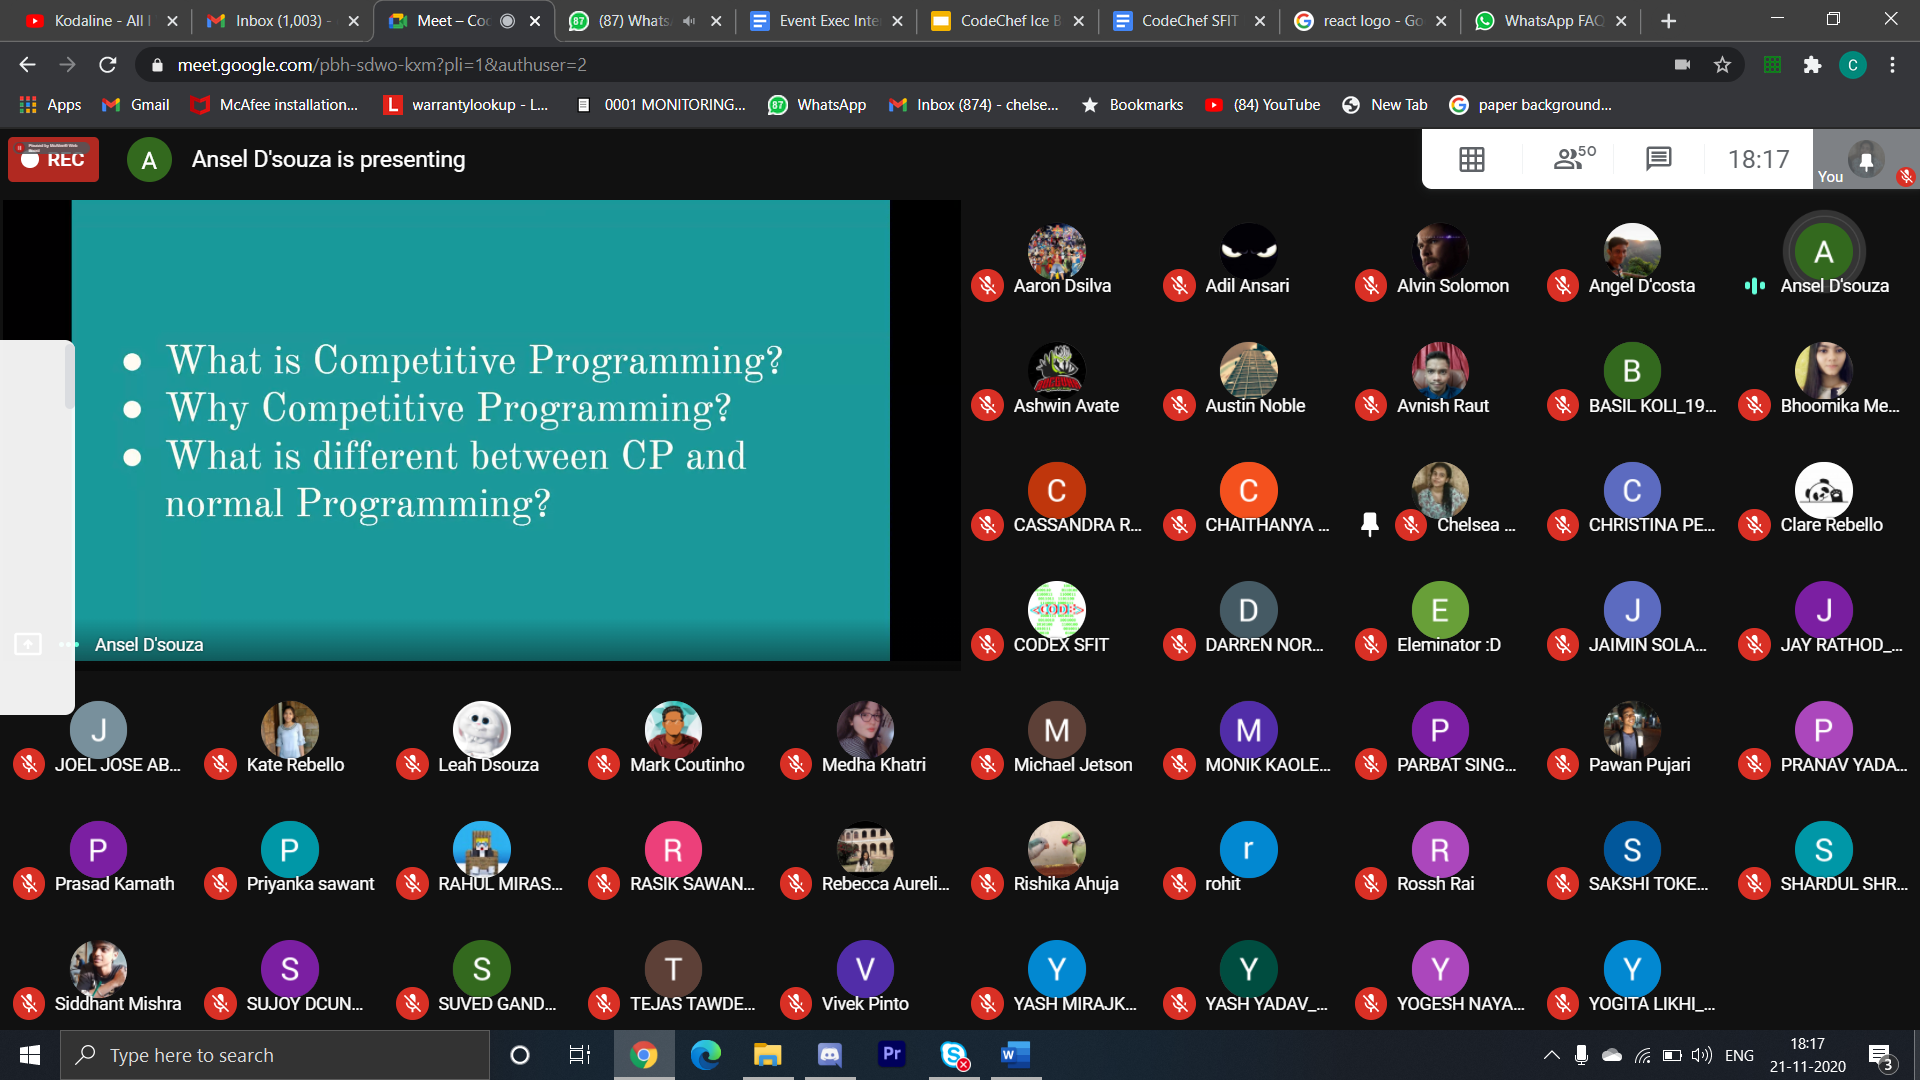 Kodaline - All I
Inbox (1,003) -
Meet – Coc
(87) Whats
Event Exec Inte
CodeChef Ice B
CodeChef SFIT
react logo - Go
WhatsApp FAQ
meet.google.com/pbh-sdwo-kxm?pli=1&authuser=2
C
Apps
Gmail
McAfee installation...
L
warrantylookup - L...
0001 MONITORING...
87
WhatsApp
Inbox (874) - chelse...
Bookmarks
(84) YouTube
New Tab
paper background...
REC
A
Ansel D'souza is presenting
50
18:17
You
● What is Competitive Programming?
● Why Competitive Programming?
● What is different between CP and
normal Programming?
Ansel D'souza
A
Aaron Dsilva
Adil Ansari
Alvin Solomon
Angel D'costa
Ansel D'souza
B
Ashwin Avate
Austin Noble
Avnish Raut
BASIL KOLI_19...
Bhoomika Me...
C
C
C
CASSANDRA R...
CHAITHANYA ...
Chelsea ...
CHRISTINA PE...
Clare Rebello
<CODE>
D
E
J
J
CODEX SFIT
DARREN NOR...
Eleminator :D
JAIMIN SOLA...
JAY RATHOD_...
J
M
M
P
P
JOEL JOSE AB...
Kate Rebello
Leah Dsouza
Mark Coutinho
Medha Khatri
Michael Jetson
MONIK KAOLE...
PARBAT SING...
Pawan Pujari
PRANAV YADA...
P
P
R
r
R
S
S
Prasad Kamath
Priyanka sawant
RAHUL MIRAS...
RASIK SAWAN...
Rebecca Aureli...
Rishika Ahuja
rohit
Rossh Rai
SAKSHI TOKE...
SHARDUL SHR...
S
S
T
V
Y
Y
Y
Y
Siddhant Mishra
SUJOY DCUN...
SUVED GAND...
TEJAS TAWDE...
Vivek Pinto
YASH MIRAJK...
YASH YADAV_...
YOGESH NAYA...
YOGITA LIKHI_...
Type here to search
Pr
S
W
ENG
18:17
21-11-2020
3